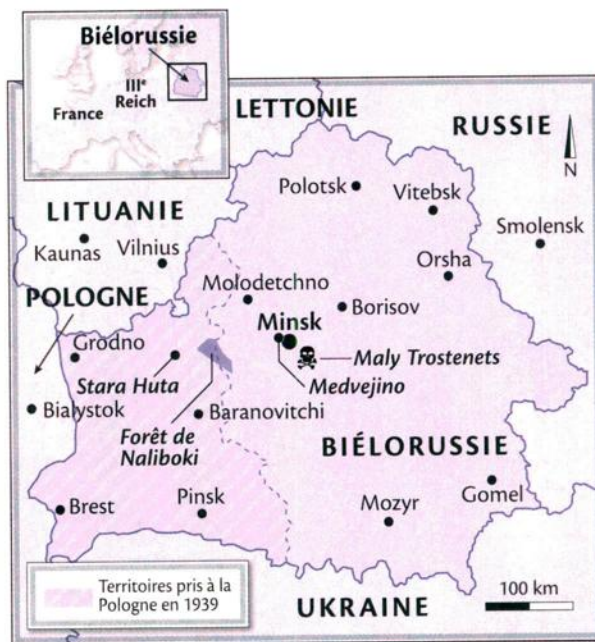 Biélorussie
IIIe
Reich
France
LETTONIE
RUSSIE
N
Polotsk
Vitebsk
LITUANIE
Smolensk
Kaunas
Vilnius
Orsha
Molodetchno
POLOGNE
Borisov
Minsk
Grodno
Maly Trostenets
Stara Huta
Medvejino
Bialystok
Baranovitchi
Forêt de
Naliboki
BIÉLORUSSIE
Gomel
Brest
Pinsk
Mozyr
Territoires pris à la
Pologne en 1939
100 km
UKRAINE